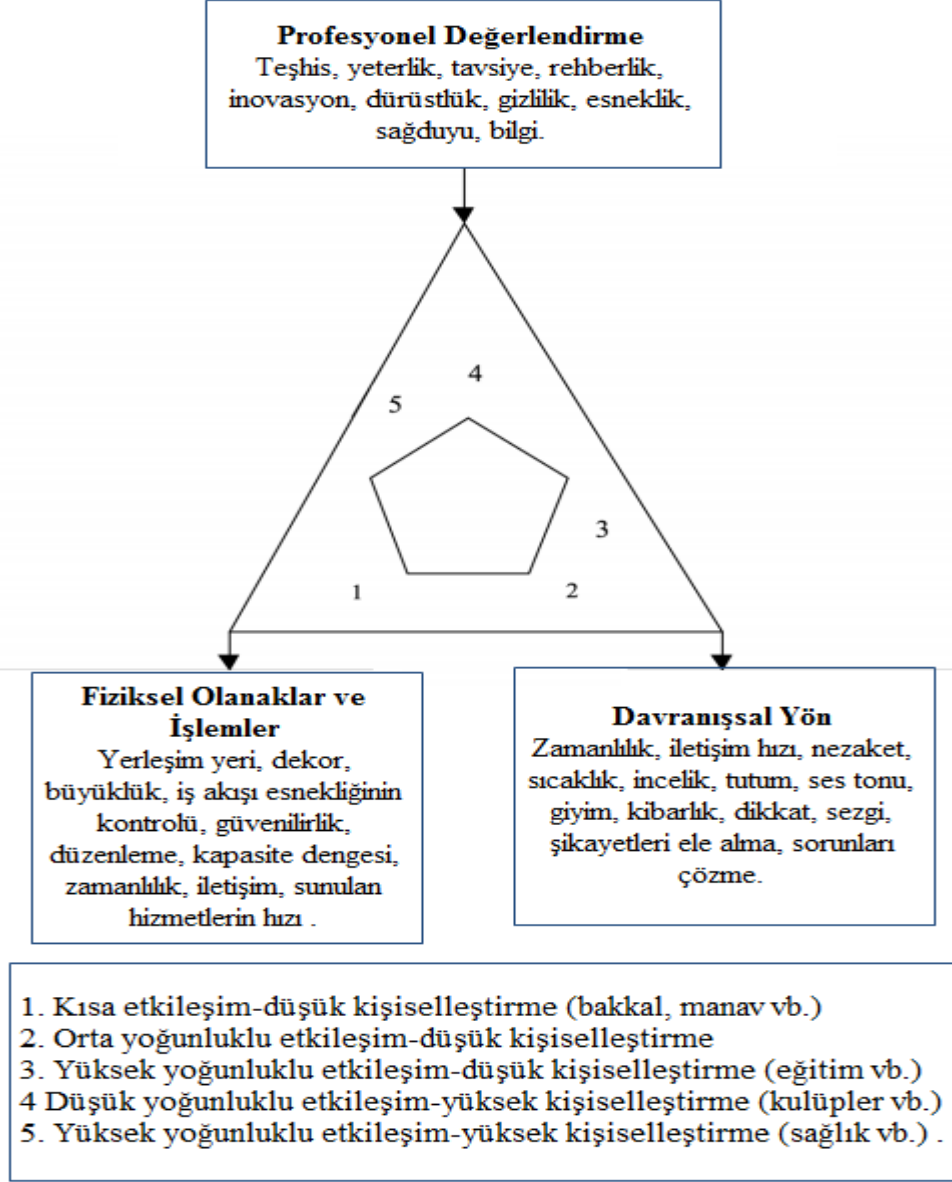 Profesyonel Değerlendirme
Teşhis, yeterlik, tavsiye, rehberlik,
inovasyon, dürüstlük, gizlilik, esneklik,
sağduyu, bilgi.
4
5
3
1
2
Fiziksel Olanaklar ve
İşlemler
Yerleşim yeri, dekor,
büyüklük, iş akışı esnekliğinin
kontrolü, güvenilirlik,
düzenleme, kapasite dengesi,
zamanlılık, iletişim, sunulan
hizmetlerin hızı .
Davranışsal Yön
Zamanlılık, iletişim hızı, nezaket,
sıcaklık, incelik, tutum, ses tonu,
giyim, kibarlık, dikkat, sezgi,
şikayetleri ele alma, sorunları
çözme.
1. Kısa etkileşim-düşük kişiselleştirme (bakkal, manav vb.)
2. Orta yoğunluklu etkileşim-düşük kişiselleştirme
3. Yüksek yoğunluklu etkileşim-düşük kişiselleştirme (eğitim vb.)
4 Düşük yoğunluklu etkileşim-yüksek kişiselleştirme (kulüpler vb.)
5. Yüksek yoğunluklu etkileşim-yüksek kişiselleştirme (sağlık vb.) .